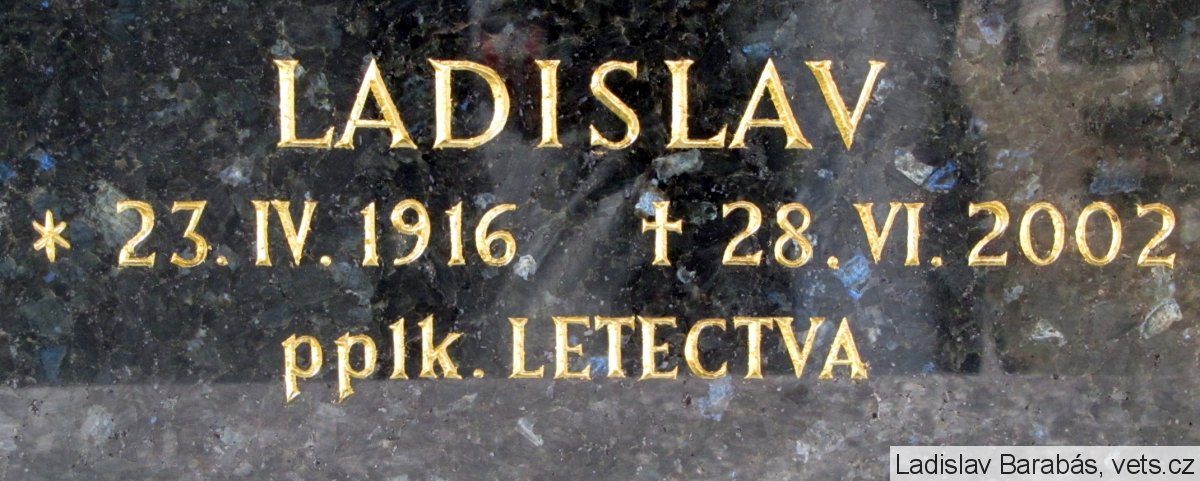 LADISLAV
* 23. IV. 1916 † 28. VI. 2002
pplk. LETECTVA
Ladislav Barabás, vets.cz